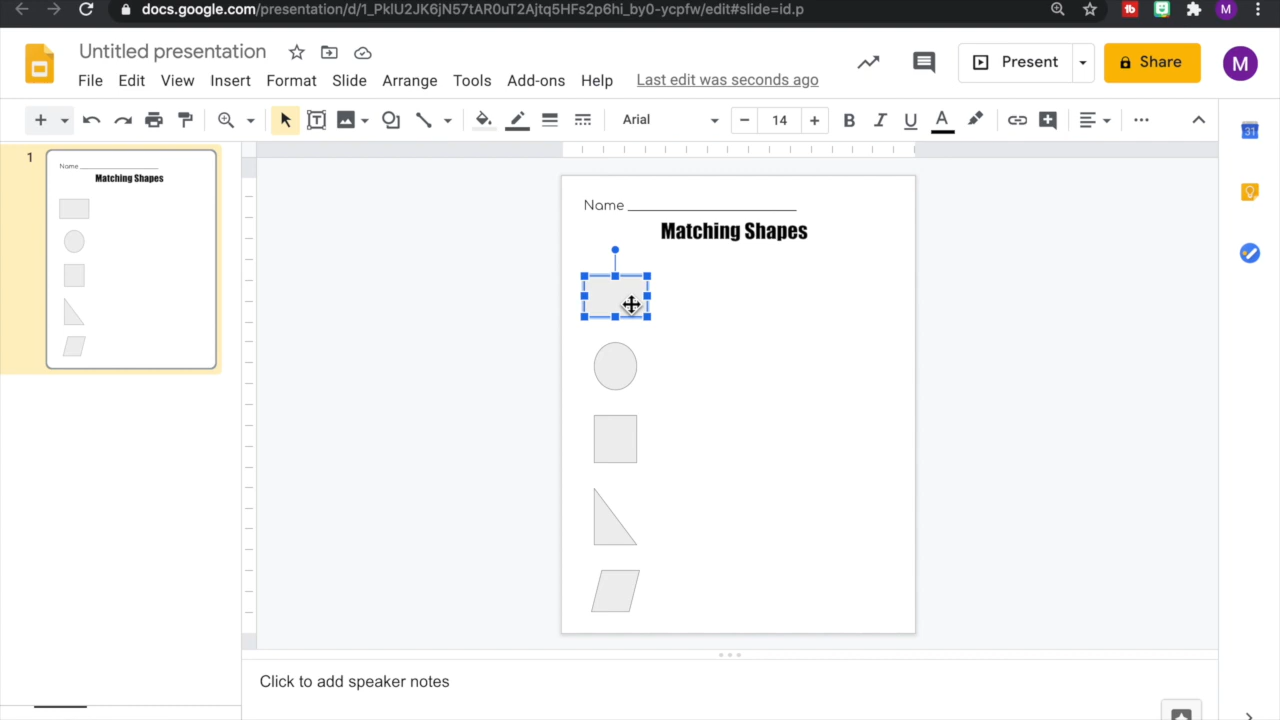 docs.google.com/presentation/d/1_PklU2JK6jN57tAR0uT2Ajtq5HFs2p6hi_by0-ycpfw/edit#slide=id.p
M
Untitled presentation
File Edit View Insert Format Slide Arrange Tools Add-ons Help Last edit was seconds ago
Present
Share
M
Arial
14
B I U A
31
1
Name
Matching Shapes
Name
Matching Shapes
Click to add speaker notes